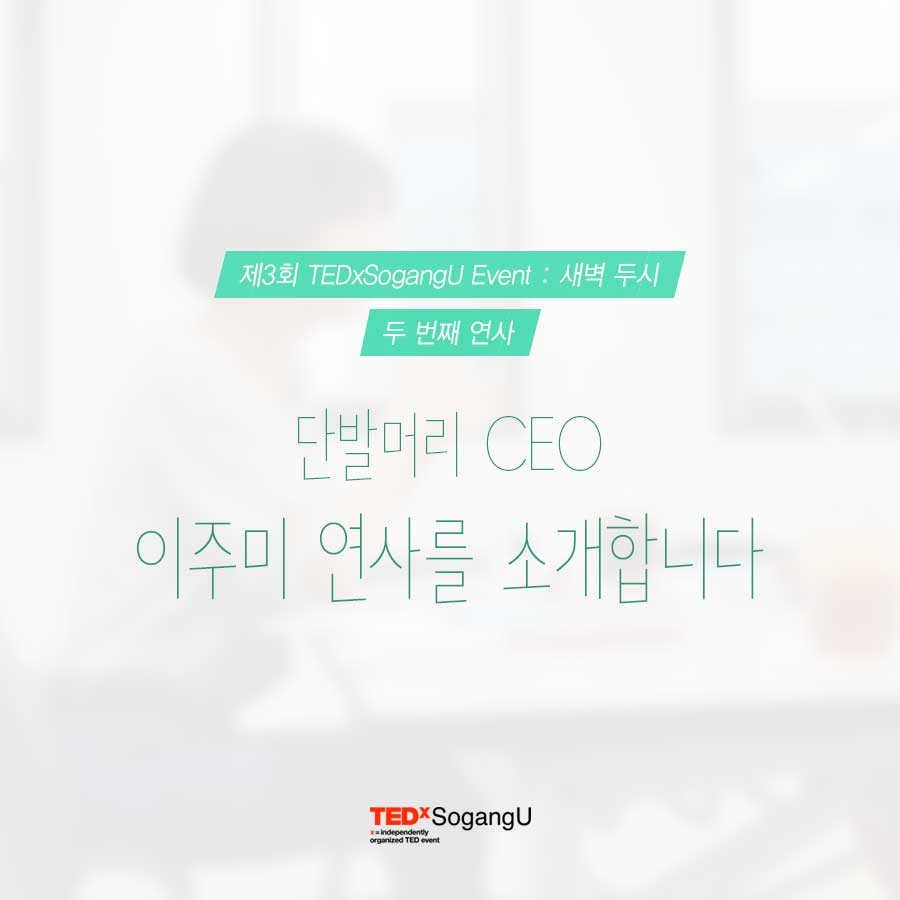 제3회 TEDxSogangU Event : 새벽 두시
두 번째 연사
단발머리 CEO
이주미 연사를 소개합니다
TEDxSogangU
x = independently
organized TED event